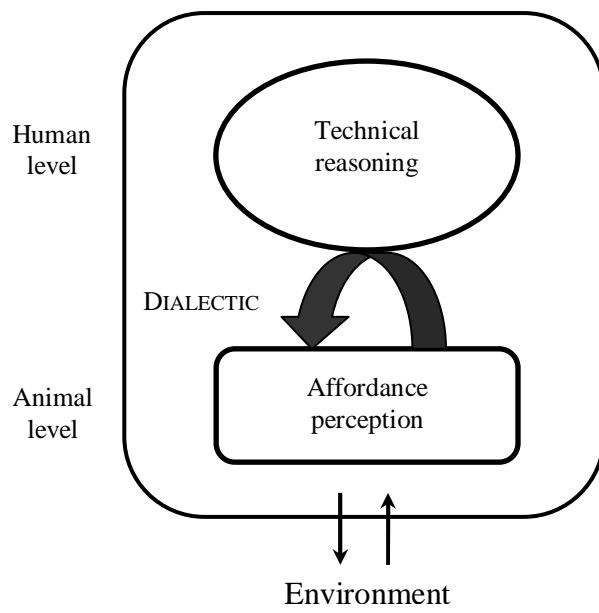 Human
level
Technical
reasoning
DIALECTIC
Animal
level
Affordance
perception
Environment